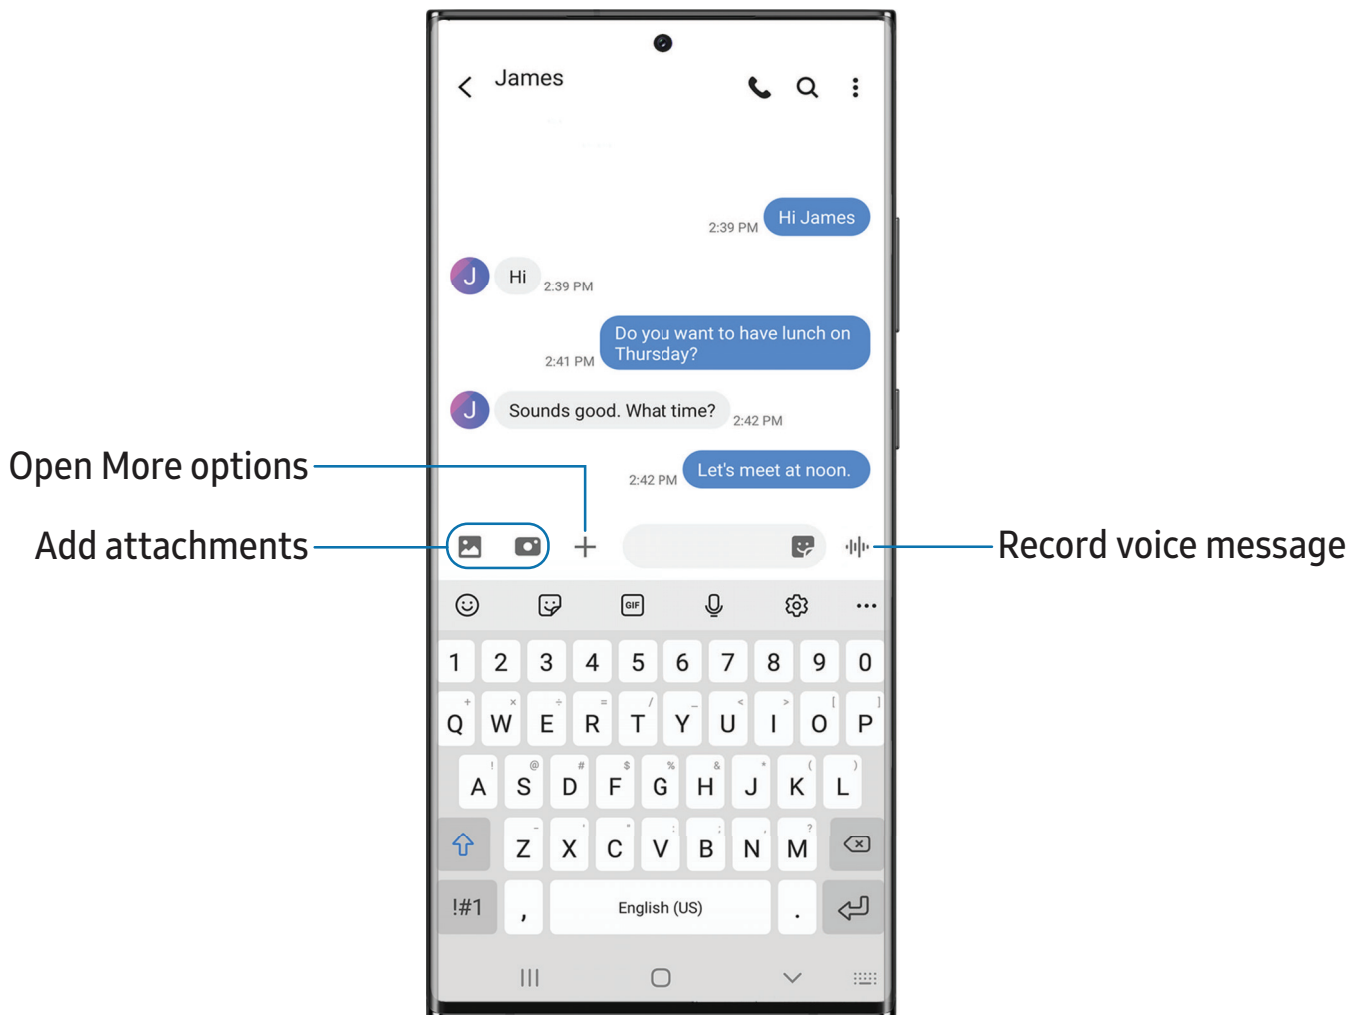 James
Hi James
2:39 PM
J
Hi
2:39 PM
Do you want to have lunch on
Thursday?
2:41 PM
J
Sounds good. What time?
2:42 PM
Open More options
Let's meet at noon.
2:42 PM
Add attachments
Record voice message
GIF
1 2 3 4 5 6 7 8 9 0
+ × ÷ = / _ < > [ ]
Q W E R T Y U I O P
! @ # $ % & * ( )
A S D F G H J K L
- ' " : ; , ?
Z X C V B N M
!#1 , English (US) .